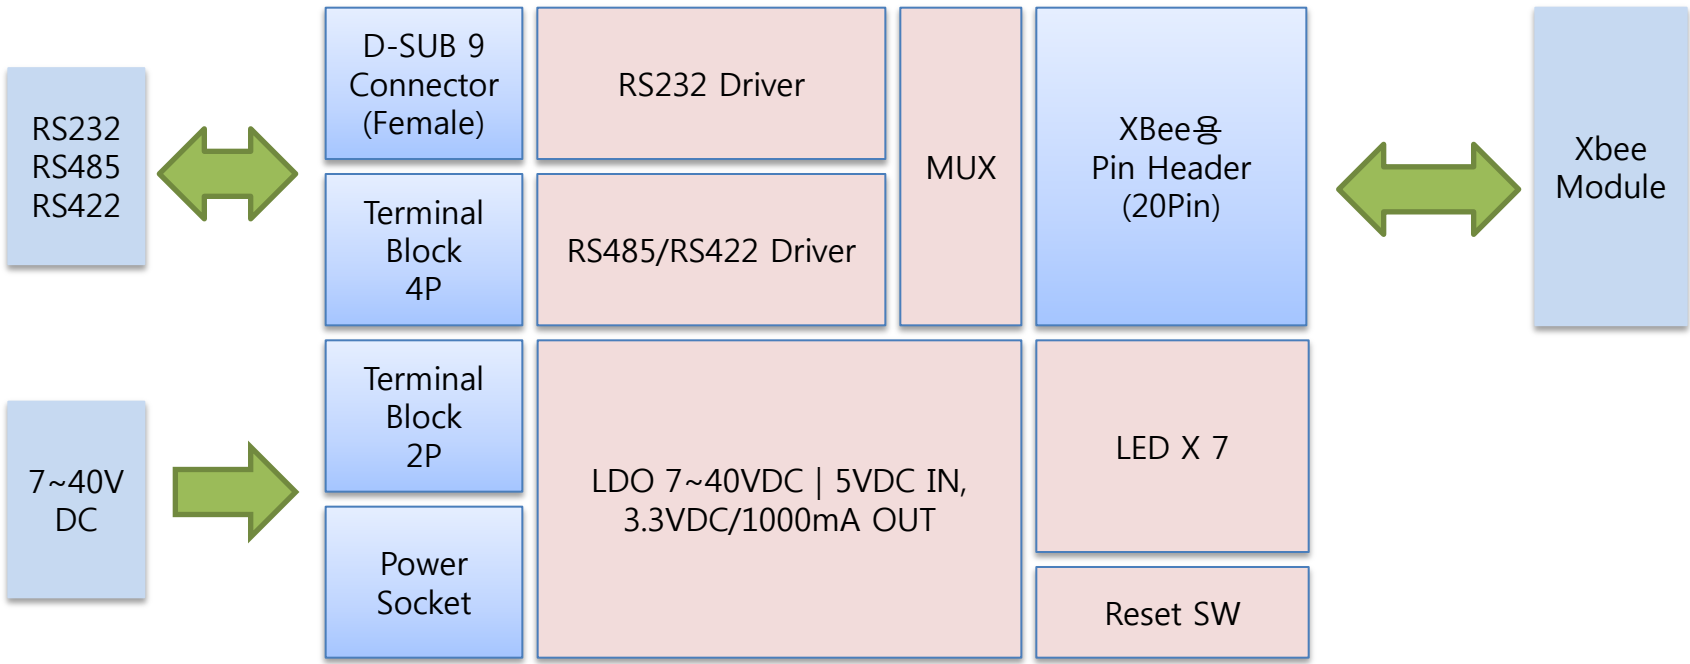 RS232
RS485
RS422
D-SUB 9
Connector
(Female)
RS232 Driver
Terminal
Block
4P
RS485/RS422 Driver
MUX
XBee용
Pin Header
(20Pin)
Xbee
Module
7~40V
DC
Terminal
Block
2P
Power
Socket
LDO 7~40VDC | 5VDC IN,
3.3VDC/1000mA OUT
LED X 7
Reset SW